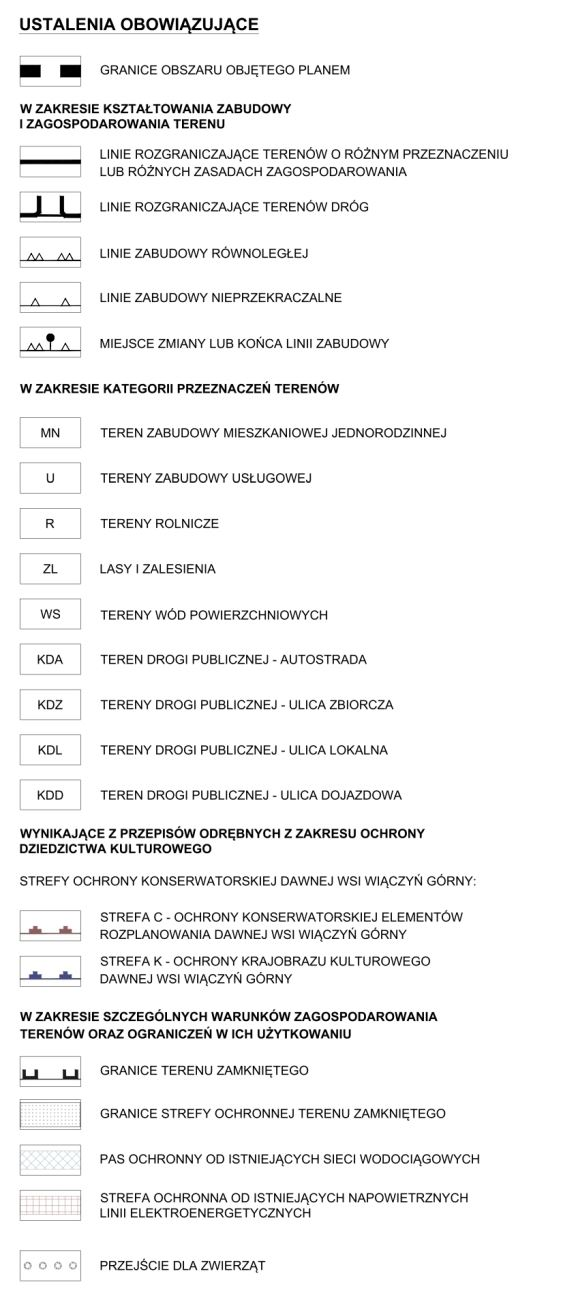 USTALENIA OBOWIĄZUJĄCE
GRANICE OBSZARU OBJĘTEGO PLANEM
W ZAKRESIE KSZTAŁTOWANIA ZABUDOWY
I ZAGOSPODAROWANIA TERENU
LINIE ROZGRANICZAJĄCE TERENÓW O RÓŻNYM PRZEZNACZENIU
LUB RÓŻNYCH ZASADACH ZAGOSPODAROWANIA
LINIE ROZGRANICZAJĄCE TERENÓW DRÓG
LINIE ZABUDOWY RÓWNOLEGŁEJ
LINIE ZABUDOWY NIEPRZEKRACZALNE
MIEJSCE ZMIANY LUB KOŃCA LINII ZABUDOWY
W ZAKRESIE KATEGORII PRZEZNACZEŃ TERENÓW
MN TEREN ZABUDOWY MIESZKANIOWEJ JEDNORODZINNEJ
U TERENY ZABUDOWY USŁUGOWEJ
R TERENY ROLNICZE
ZL LASY I ZALESIENIA
WS TERENY WÓD POWIERZCHNIOWYCH
KDA TEREN DROGI PUBLICZNEJ - AUTOSTRADA
KDZ TERENY DROGI PUBLICZNEJ - ULICA ZBIORCZA
KDL TERENY DROGI PUBLICZNEJ - ULICA LOKALNA
KDD TEREN DROGI PUBLICZNEJ - ULICA DOJAZDOWA
WYNIKAJĄCE Z PRZEPISÓW ODRĘBNYCH Z ZAKRESU OCHRONY
DZIEDZICTWA KULTUROWEGO
STREFY OCHRONY KONSERWATORSKIEJ DAWNEJ WSI WIĄCZYŃ GÓRNY:
STREFA C - OCHRONY KONSERWATORSKIEJ ELEMENTÓW
ROZPLANOWANIA DAWNEJ WSI WIĄCZYŃ GÓRNY
STREFA K - OCHRONY KRAJOBRAZU KULTUROWEGO
DAWNEJ WSI WIĄCZYŃ GÓRNY
W ZAKRESIE SZCZEGÓLNYCH WARUNKÓW ZAGOSPODAROWANIA
TERENÓW ORAZ OGRANICZEŃ W ICH UŻYTKOWANIU
GRANICE TERENU ZAMKNIĘTEGO
GRANICE STREFY OCHRONNEJ TERENU ZAMKNIĘTEGO
PAS OCHRONNY OD ISTNIEJĄCYCH SIECI WODOCIĄGOWYCH
STREFA OCHRONNA OD ISTNIEJĄCYCH NAPOWIETRZNYCH
LINII ELEKTROENERGETYCZNYCH
PRZEJŚCIE DLA ZWIERZĄT